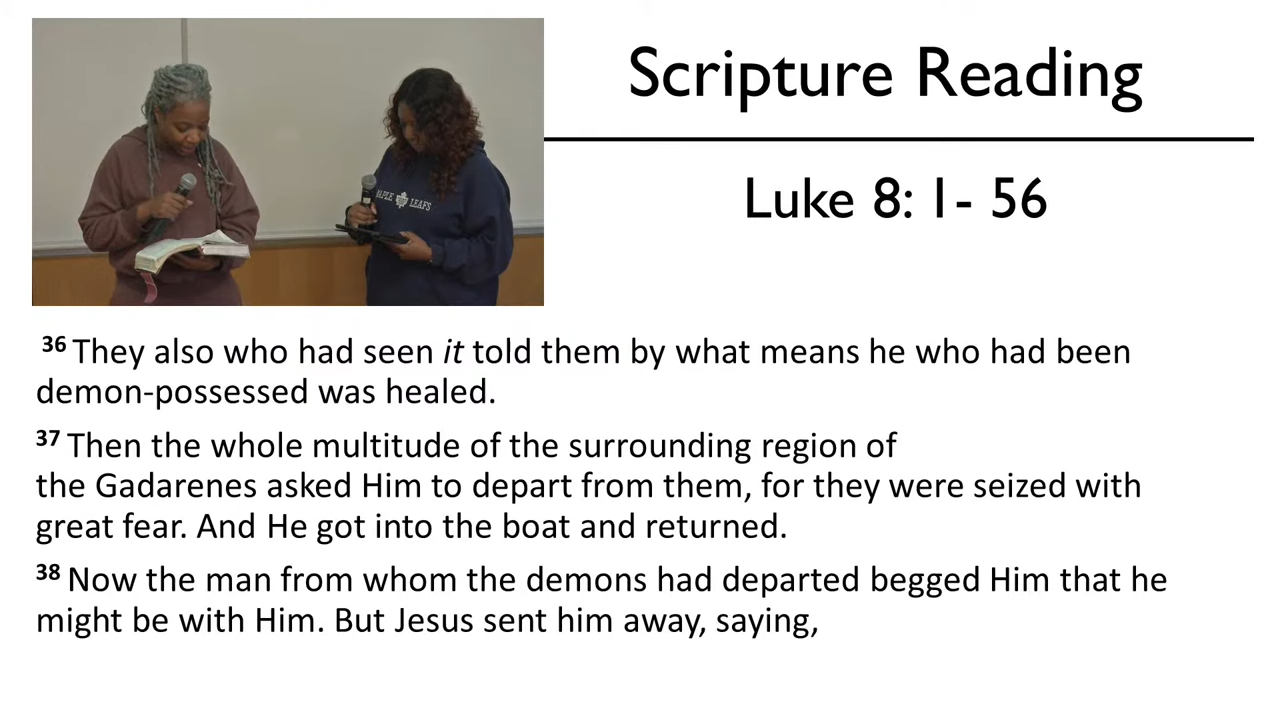 Scripture Reading
Luke 8: 1- 56
MAPLE LEAFS
36 They also who had seen it told them by what means he who had been
demon-possessed was healed.
37 Then the whole multitude of the surrounding region of
the Gadarenes asked Him to depart from them, for they were seized with
great fear. And He got into the boat and returned.
38 Now the man from whom the demons had departed begged Him that he
might be with Him. But Jesus sent him away, saying,